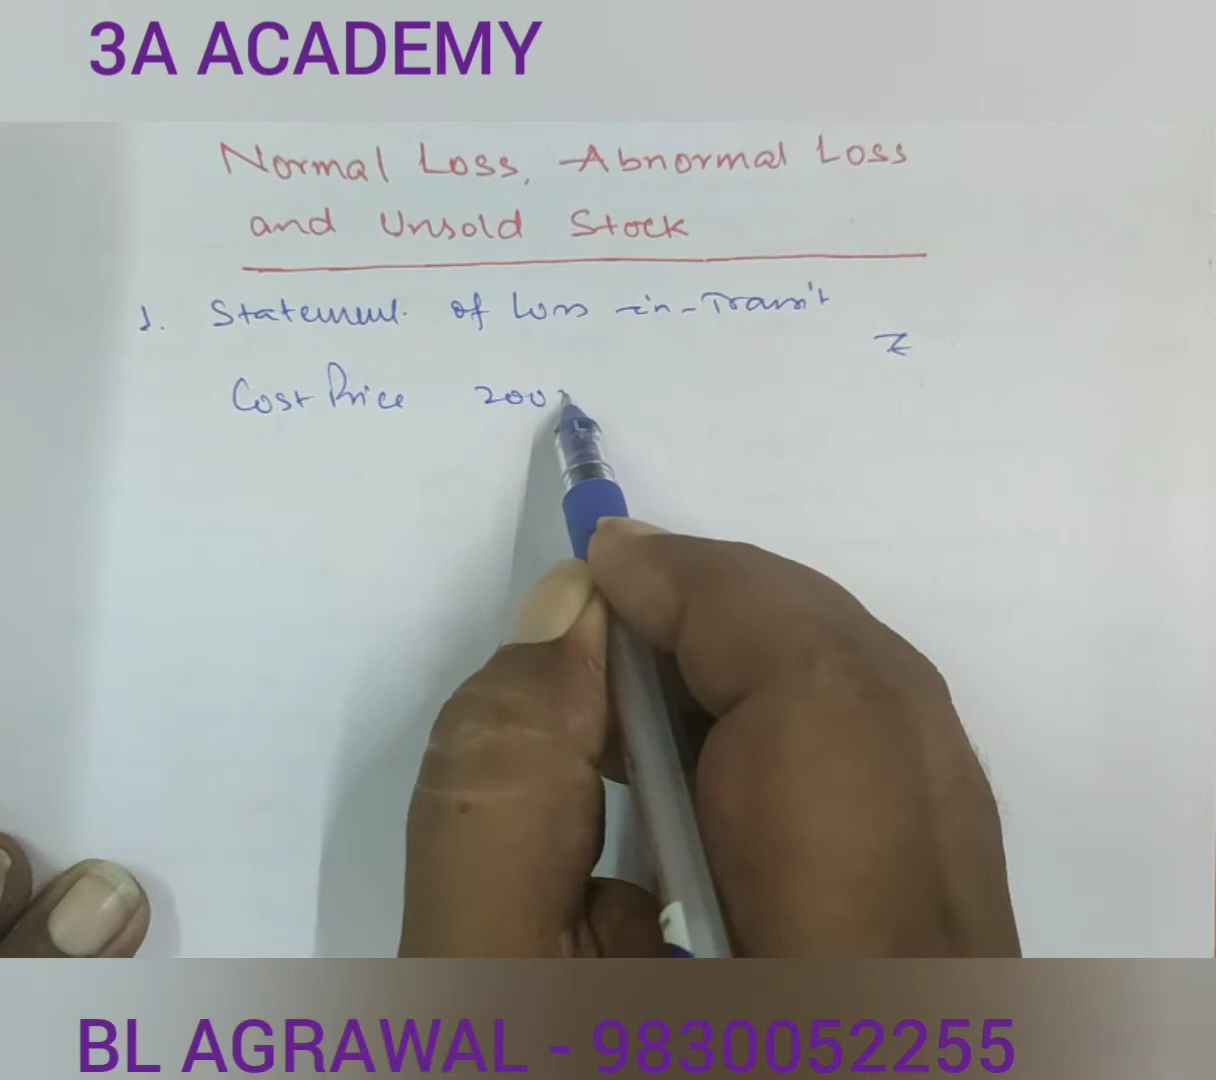 3A ACADEMY
Normal Loss, Abnormal Loss
and Unsold Stock
1. Statement of Loss in-Transit
₹
Cost Price 200
BL AGRAWAL - 9830052255